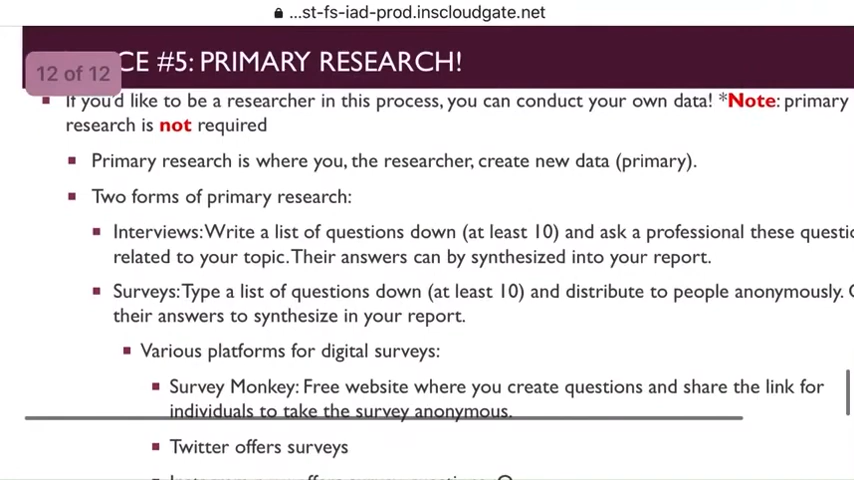 ...st-fs-iad-prod.inscloudgate.net
12 of 12
CE #5: PRIMARY RESEARCH!
If you'd like to be a researcher in this process, you can conduct your own data! *Note: primary
research is not required
Primary research is where you, the researcher, create new data (primary).
Two forms of primary research:
Interviews: Write a list of questions down (at least 10) and ask a professional these
related to your topic. Their answers can by synthesized into your report.
Surveys: Type a list of questions down (at least 10) and distribute to people anonymously.
their answers to synthesize in your report.
Various platforms for digital surveys:
Survey Monkey: Free website where you create questions and share the link for
individuals to take the survey anonymous.
Twitter offers surveys